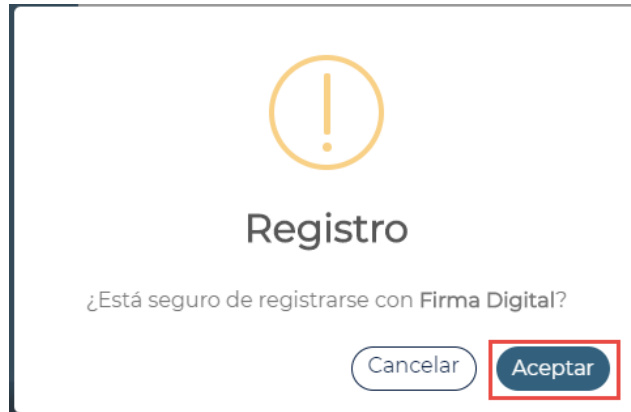 Registro
¿Está seguro de registrarse con Firma Digital?
Cancelar
Aceptar